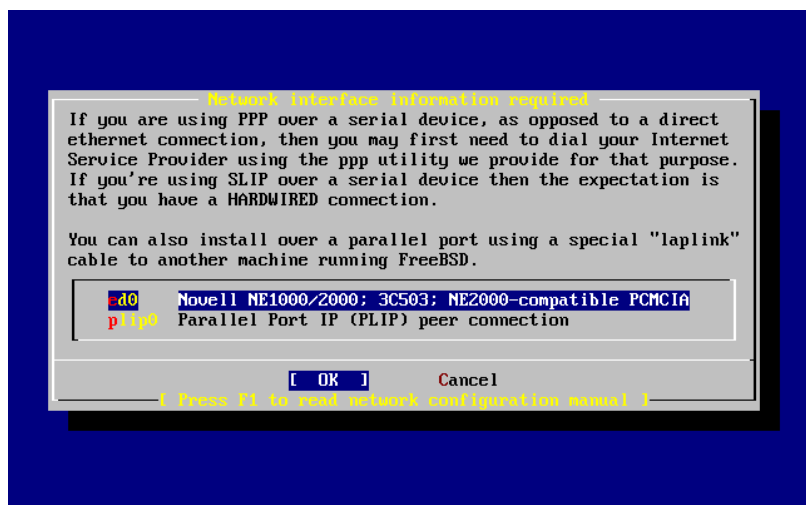 Network interface information required
If you are using PPP over a serial device, as opposed to a direct
ethernet connection, then you may first need to dial your Internet
Service Provider using the ppp utility we provide for that purpose.
If you're using SLIP over a serial device then the expectation is
that you have a HARDWIRED connection.
You can also install over a parallel port using a special "laplink"
cable to another machine running FreeBSD.
ed0 Novell NE1000/2000; 3C503; NE2000-compatible PCMCIA
plip0 Parallel Port IP (PLIP) peer connection
[ OK ] Cancel
[ Press F1 to read network configuration manual ]